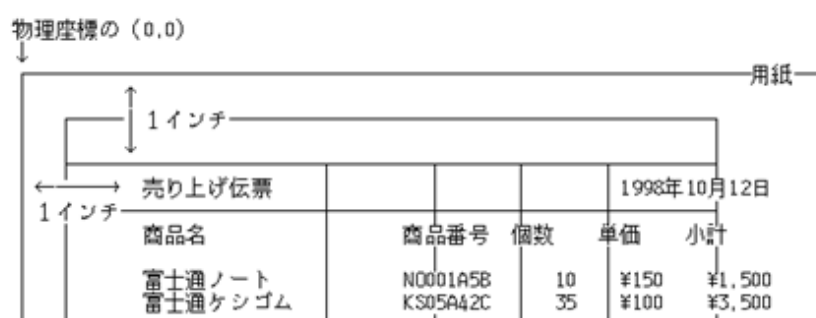 物理座標の(0,0)
用紙
1インチ
売り上げ伝票 1998年10月12日
1インチ
商品名 商品番号 個数 単価 小計
富士通ノート NO001A5B 10 ¥150 ¥1,500
富士通ケシゴム KS05A42C 35 ¥100 ¥3,500